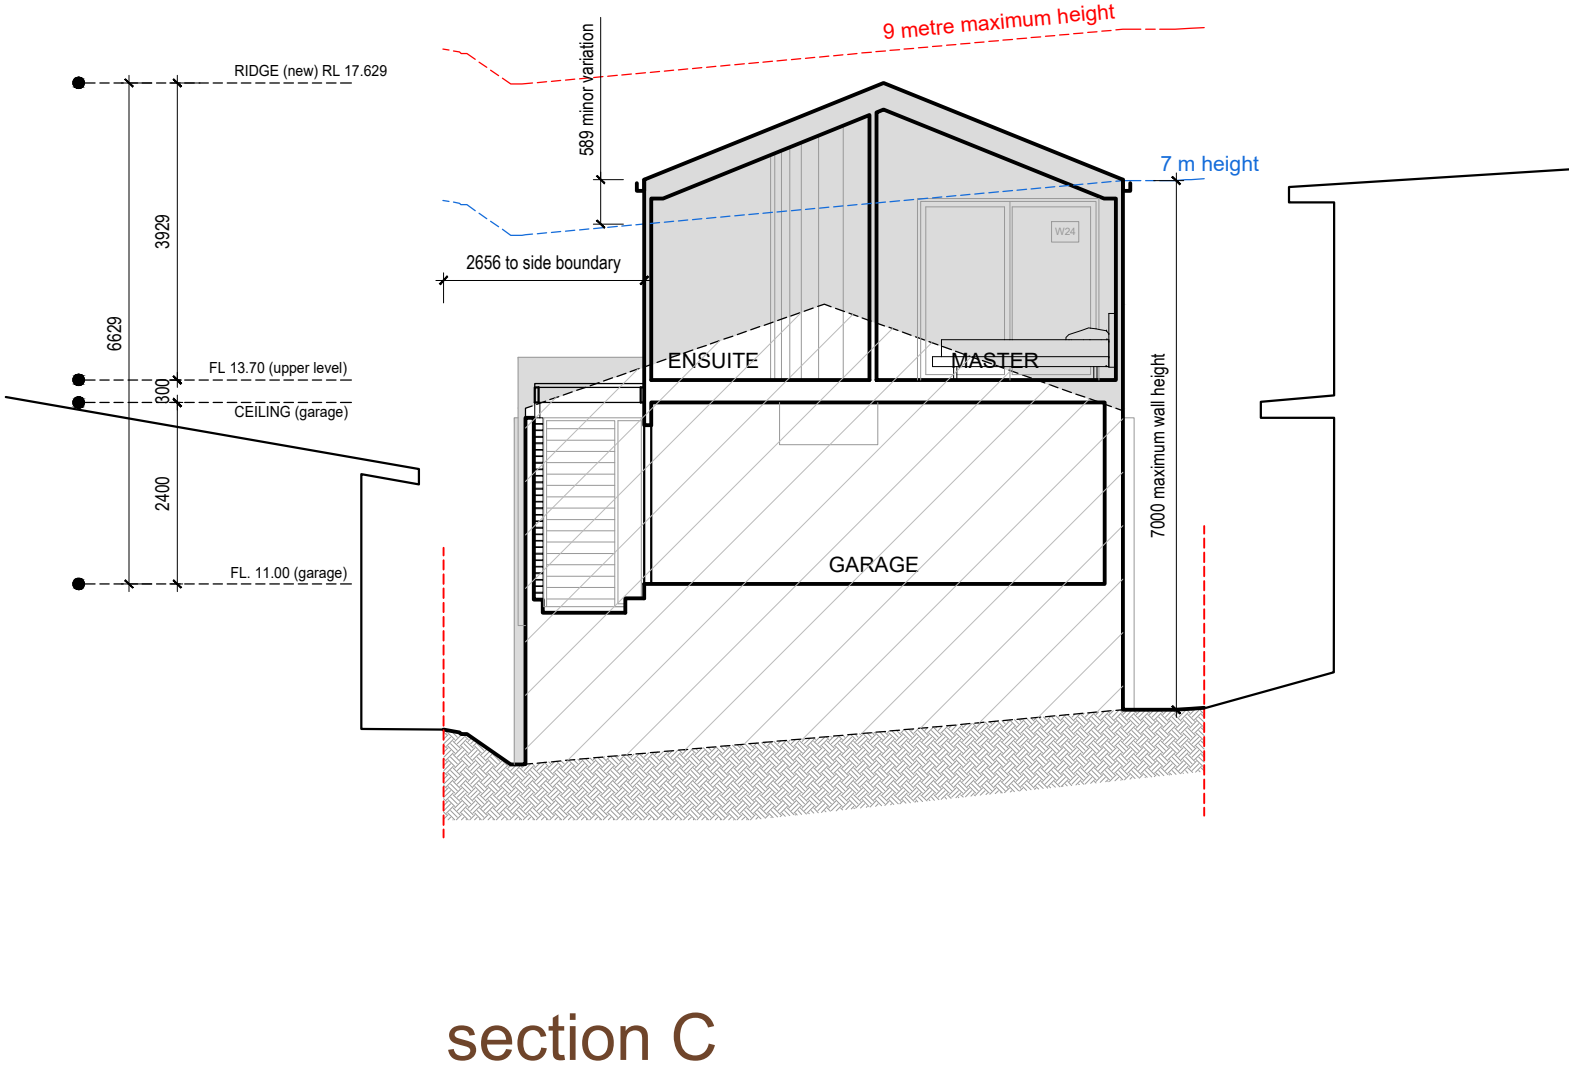 9 metre maximum height
RIDGE (new) RL 17.629
589 minor variation
7 m height
3929
W24
2656 to side boundary
6629
ENSUITE
MASTER
FL 13.70 (upper level)
300
CEILING (garage)
7000 maximum wall height
2400
GARAGE
FL. 11.00 (garage)
section C